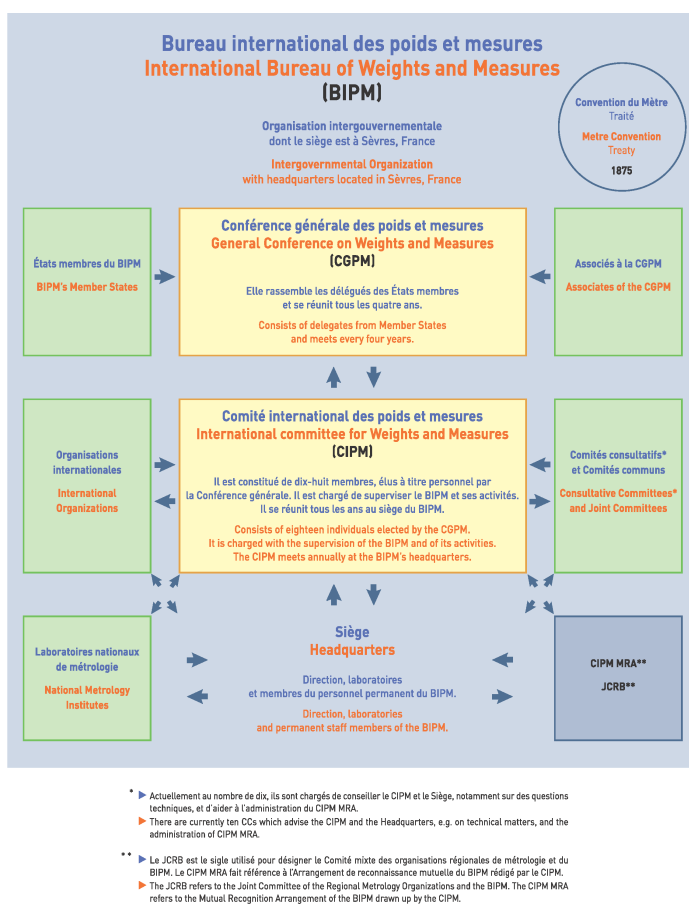 Bureau international des poids et mesures
International Bureau of Weights and Measures
(BIPM)
Organisation intergouvernementale
dont le siège est à Sèvres, France
Intergovernmental Organization
with headquarters located in Sèvres, France
Convention du Mètre
Traité
Metre Convention
Treaty
1875
États membres du BIPM
BIPM's Member States
Conférence générale des poids et mesures
General Conference on Weights and Measures
(CGPM)
Elle rassemble les délégués des États membres
et se réunit tous les quatre ans.
Consists of delegates from Member States
and meets every four years.
Associés à la CGPM
Associates of the CGPM
Organisations
internationales
International
Organizations
Comité international des poids et mesures
International committee for Weights and Measures
(CIPM)
Il est constitué de dix-huit membres, élus à titre personnel par
la Conférence générale. Il est chargé de superviser le BIPM et ses activités.
Il se réunit tous les ans au siège du BIPM.
Consists of eighteen individuals elected by the CGPM.
It is charged with the supervision of the BIPM and of its activities.
The CIPM meets annually at the BIPM's headquarters.
Comités consultatifs*
et Comités communs
Consultative Committees*
and Joint Committees
Laboratoires nationaux
de métrologie
National Metrology
Institutes
Siège
Headquarters
Direction, laboratoires
et membres du personnel permanent du BIPM.
Direction, laboratories
and permanent staff members of the BIPM.
CIPM MRA**
JCRB**
* ▶ Actuellement au nombre de dix, ils sont chargés de conseiller le CIPM et le Siège, notamment sur des questions
techniques, et d'aider à l'administration du CIPM MRA.
▶ There are currently ten CCs which advise the CIPM and the Headquarters, e.g. on technical matters, and the
administration of CIPM MRA.
** ▶ Le JCRB est le sigle utilisé pour désigner le Comité mixte des organisations régionales de métrologie et du
BIPM. Le CIPM MRA fait référence à l'Arrangement de reconnaissance mutuelle du BIPM rédigé par le CIPM.
▶ The JCRB refers to the Joint Committee of the Regional Metrology Organizations and the BIPM. The CIPM MRA
refers to the Mutual Recognition Arrangement of the BIPM drawn up by the CIPM.